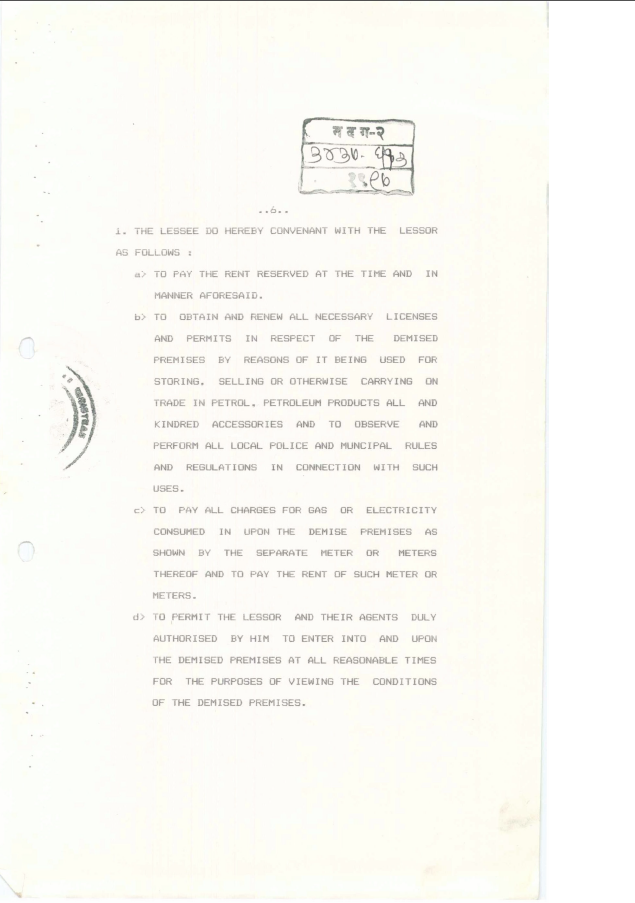 न व ग-२
..6..
1. THE LESSEE DO HEREBY CONVENANT WITH THE LESSOR
AS FOLLOWS :
a> TO PAY THE RENT RESERVED AT THE TIME AND IN
MANNER AFORESAID.
b> TO OBTAIN AND RENEW ALL NECESSARY LICENSES
AND PERMITS IN RESPECT OF THE DEMISED
PREMISES BY REASONS OF IT BEING USED FOR
STORING, SELLING OR OTHERWISE CARRYING ON
TRADE IN PETROL, PETROLEUM PRODUCTS ALL AND
KINDRED ACCESSORIES AND TO OBSERVE AND
PERFORM ALL LOCAL POLICE AND MUNCIPAL RULES
AND REGULATIONS IN CONNECTION WITH SUCH
USES.
c> TO PAY ALL CHARGES FOR GAS OR ELECTRICITY
CONSUMED IN UPON THE DEMISE PREMISES AS
SHOWN BY THE SEPARATE METER OR METERS
THEREOF AND TO PAY THE RENT OF SUCH METER OR
METERS.
d> TO PERMIT THE LESSOR AND THEIR AGENTS DULY
AUTHORISED BY HIM TO ENTER INTO AND UPON
THE DEMISED PREMISES AT ALL REASONABLE TIMES
FOR THE PURPOSES OF VIEWING THE CONDITIONS
OF THE DEMISED PREMISES.